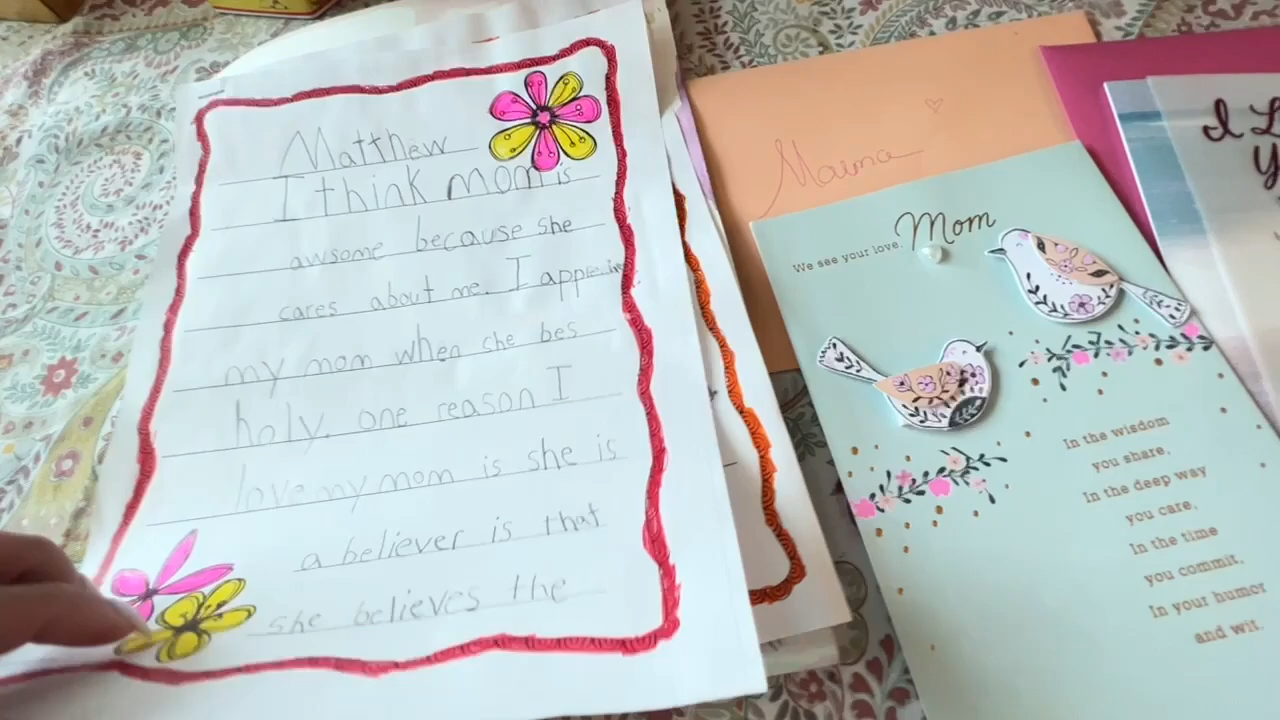 Matthew
I think mom is
awsome because she
cares about me. I
my mom when she bes
holy. one reason I
love my mom is she is
a believer is that
she believes the
Mom
We see your love,
In the wisdom
you share,
In the deep way
you care,
In the time
you commit,
In your humor
and wit.
I